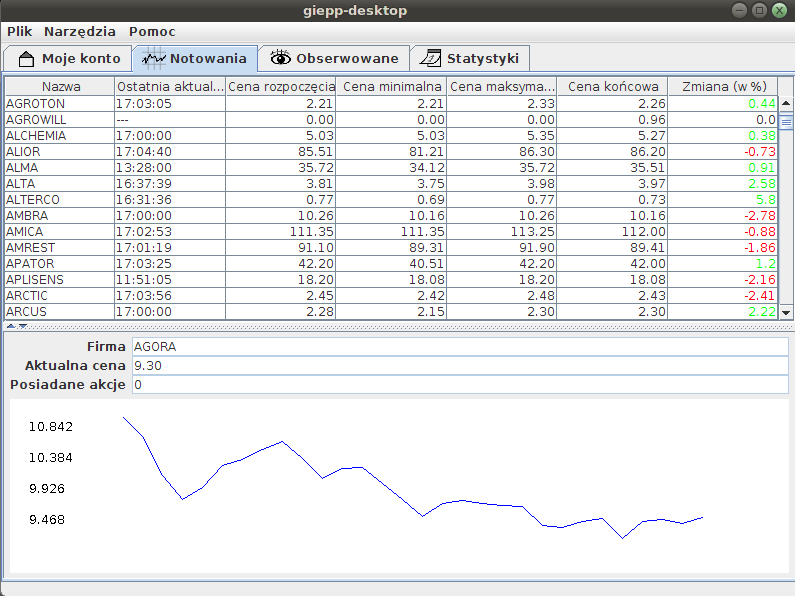 giepp-desktop
Plik Narzędzia Pomoc
Moje konto Notowania Obserwowane Statystyki
Nazwa Ostatnia aktual... Cena rozpoczęcia Cena minimalna Cena maksyma... Cena końcowa Zmiana (w %)
AGROTON 17:03:05 2.21 2.21 2.33 2.26 0.44
AGROWILL --- 0.00 0.00 0.00 0.96 0.0
ALCHEMIA 17:00:00 5.03 5.03 5.35 5.27 0.38
ALIOR 17:04:40 85.51 81.21 86.30 86.20 -0.73
ALMA 13:28:00 35.72 34.12 35.72 35.51 0.91
ALTA 16:37:39 3.81 3.75 3.98 3.97 2.58
ALTERCO 16:31:36 0.77 0.69 0.77 0.73 5.8
AMBRA 17:00:00 10.26 10.16 10.26 10.16 -2.78
AMICA 17:02:53 111.35 111.35 113.25 112.00 -0.88
AMREST 17:01:19 91.10 89.31 91.90 89.41 -1.86
APATOR 17:03:25 42.20 40.51 42.20 42.00 1.2
APLISENS 11:51:05 18.20 18.08 18.20 18.08 -2.16
ARCTIC 17:03:56 2.45 2.42 2.48 2.43 -2.41
ARCUS 17:00:00 2.28 2.15 2.30 2.30 2.22
Firma AGORA
Aktualna cena 9.30
Posiadane akcje 0
10.842
10.384
9.926
9.468